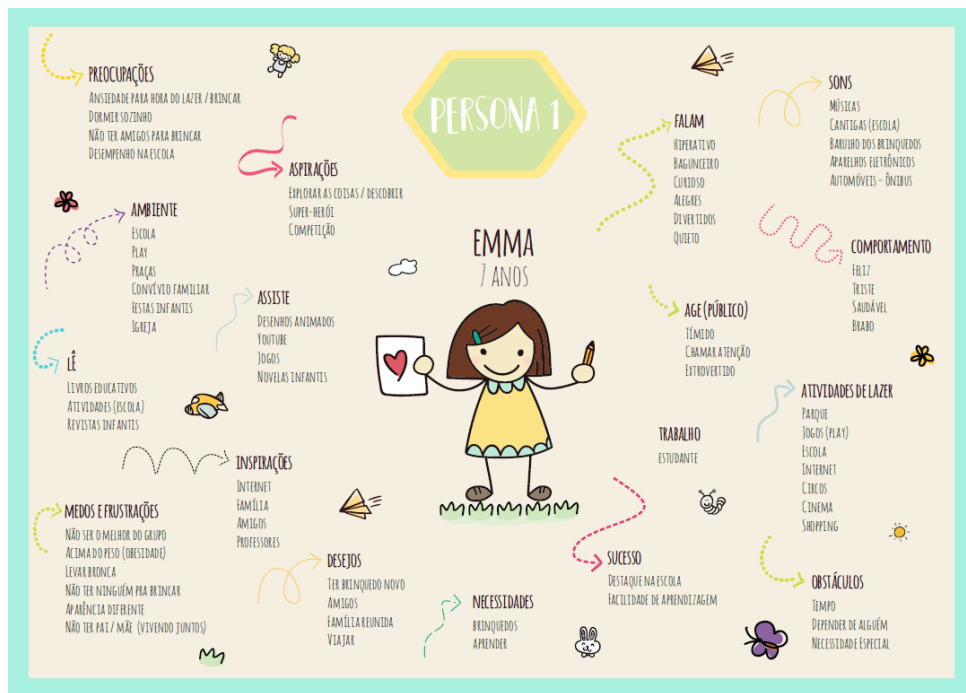 PERSONA 1
EMMA
7 ANOS
PREOCUPAÇÕES
ANSIEDADE PARA HORA DO LAZER / BRINCAR
DORMIR SOZINHO
NÃO TER AMIGOS PARA BRINCAR
DESEMPENHO NA ESCOLA
ASPIRAÇÕES
EXPLORAR AS COISAS / DESCOBRIR
SUPER-HERÓI
COMPETIÇÃO
AMBIENTE
ESCOLA
PLAY
PRAÇAS
CONVÍVIO FAMILIAR
FESTAS INFANTIS
IGREJA
ASSISTE
DESENHOS ANIMADOS
YOUTUBE
JOGOS
NOVELAS INFANTIS
LÊ
LIVROS EDUCATIVOS
ATIVIDADES (ESCOLA)
REVISTAS INFANTIS
INSPIRAÇÕES
INTERNET
FAMÍLIA
AMIGOS
PROFESSORES
MEDOS E FRUSTRAÇÕES
NÃO SER O MELHOR DO GRUPO
ACIMA DO PESO (OBESIDADE)
LEVAR BRONCA
NÃO TER NINGUÉM PRA BRINCAR
APARÊNCIA DIFERENTE
NÃO TER PAI / MÃE (VIVENDO JUNTOS)
DESEJOS
TER BRINQUEDO NOVO
AMIGOS
FAMÍLIA REUNIDA
VIAJAR
NECESSIDADES
BRINQUEDOS
APRENDER
FALAM
HIPERATIVO
BAGUNCEIRO
CURIOSO
ALEGRES
DIVERTIDOS
QUIETO
SONS
MÚSICAS
CANTIGAS (ESCOLA)
BARULHO DOS BRINQUEDOS
APARELHOS ELETRÔNICOS
AUTOMÓVEIS – ÔNIBUS
COMPORTAMENTO
FELIZ
TRISTE
SAUDÁVEL
BRABO
AGE (PÚBLICO)
TÍMIDO
CHAMAR ATENÇÃO
EXTROVERTIDO
ATIVIDADES DE LAZER
PARQUE
JOGOS (PLAY)
ESCOLA
INTERNET
CIRCOS
CINEMA
SHOPPING
TRABALHO
ESTUDANTE
SUCESSO
DESTAQUE NA ESCOLA
FACILIDADE DE APRENDIZAGEM
OBSTÁCULOS
TEMPO
DEPENDER DE ALGUÉM
NECESSIDADE ESPECIAL